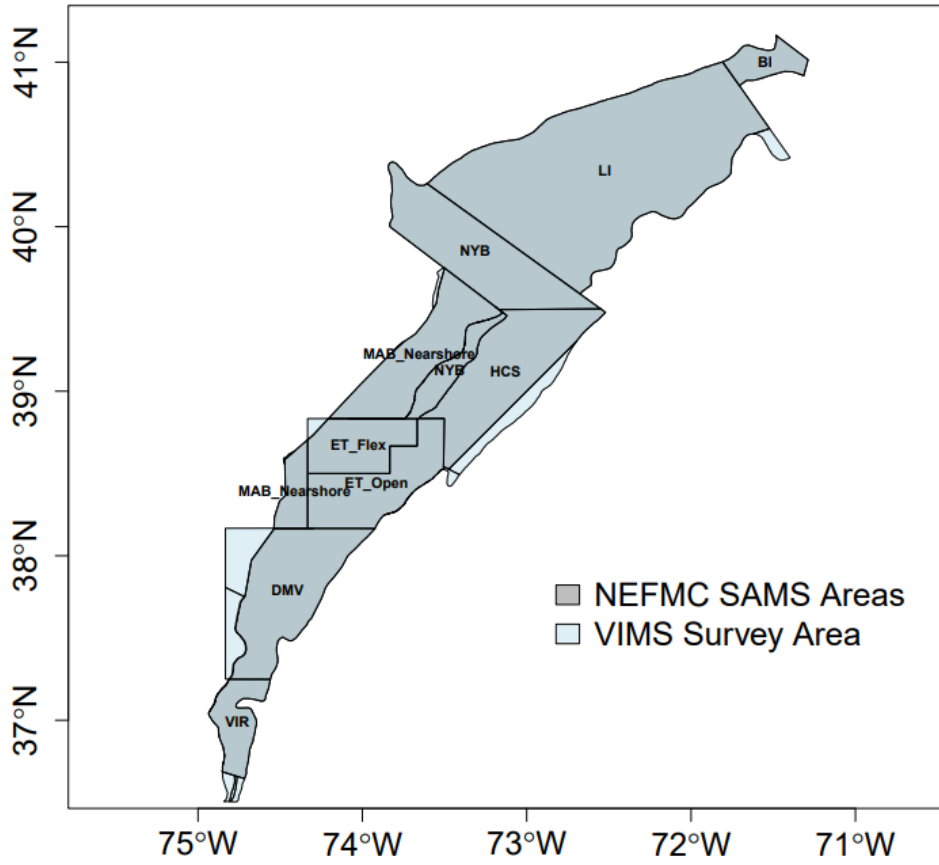 41°N
40°N
39°N
38°N
37°N
BI
LI
NYB
MAB_Nearshore
NYB
HCS
ET_Flex
MAB_Nearshore
ET_Open
DMV
VIR
NEFMC SAMS Areas
VIMS Survey Area
75°W
74°W
73°W
72°W
71°W